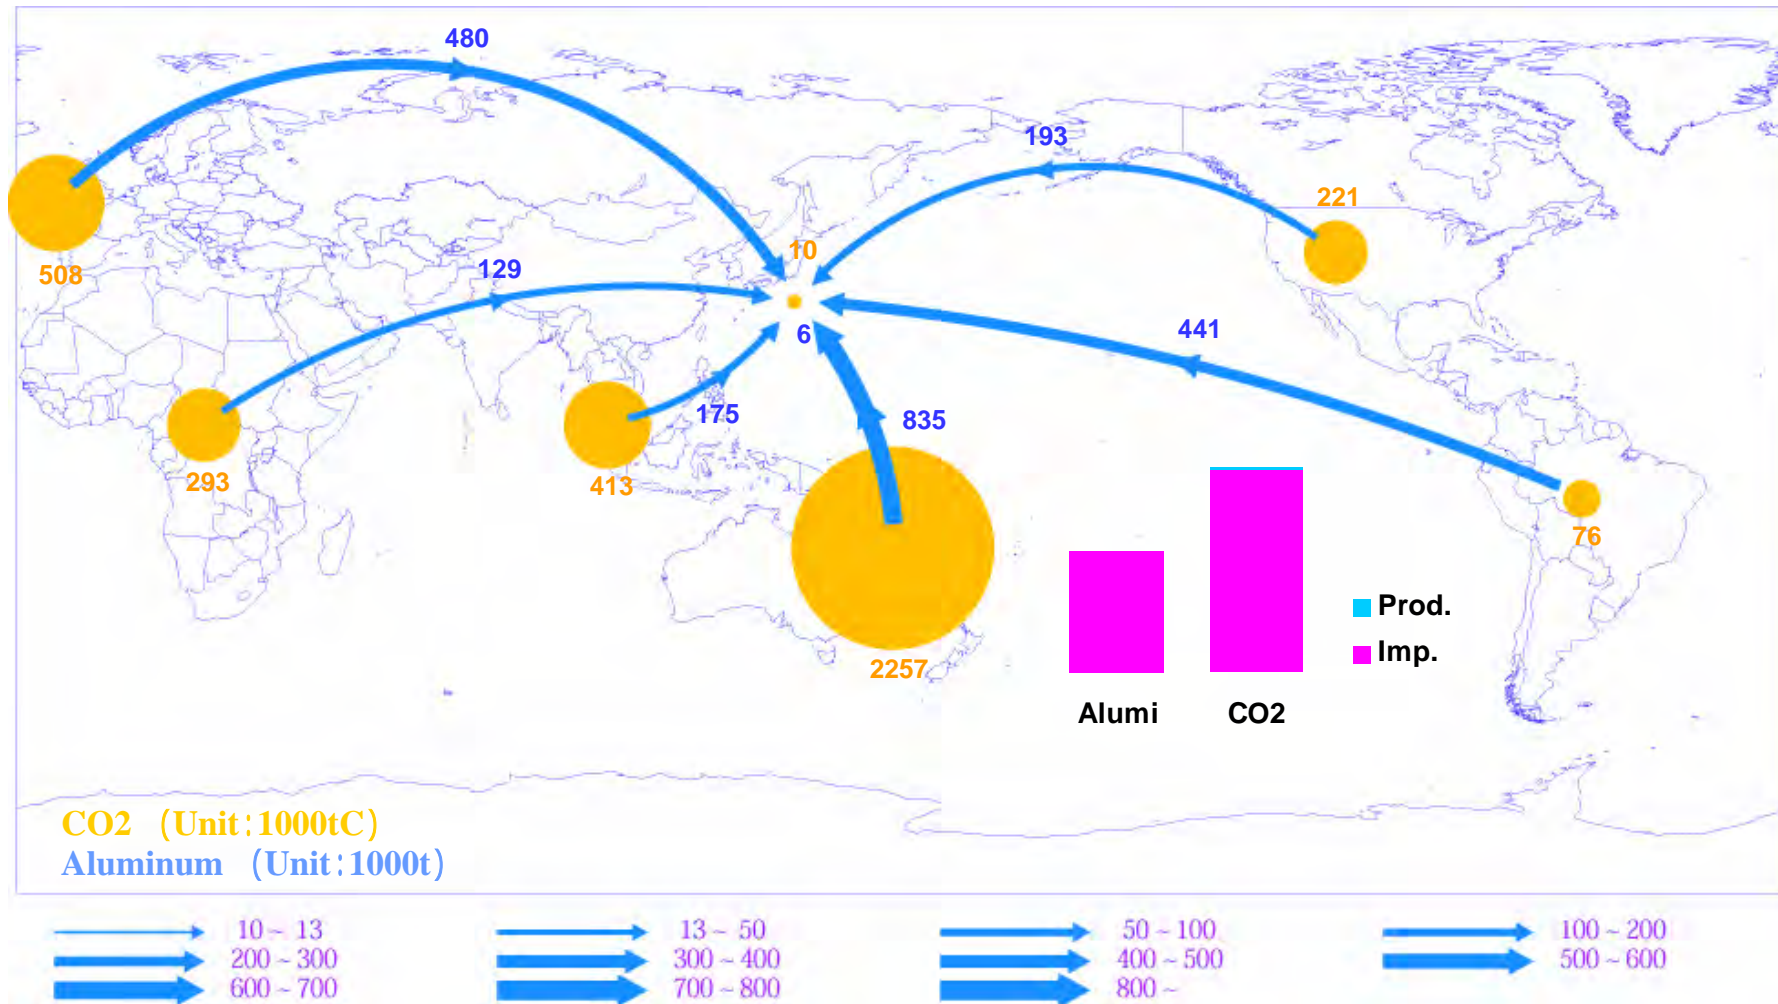 480
193
221
10
508
129
6
441
175
835
293
413
76
2257
Prod.
Imp.
Alumi
CO2
CO2 (Unit:1000tC)
Aluminum (Unit:1000t)
10 ~ 13
13 ~ 50
50 ~ 100
100 ~ 200
200 ~ 300
300 ~ 400
400 ~ 500
500 ~ 600
600 ~ 700
700 ~ 800
800 ~